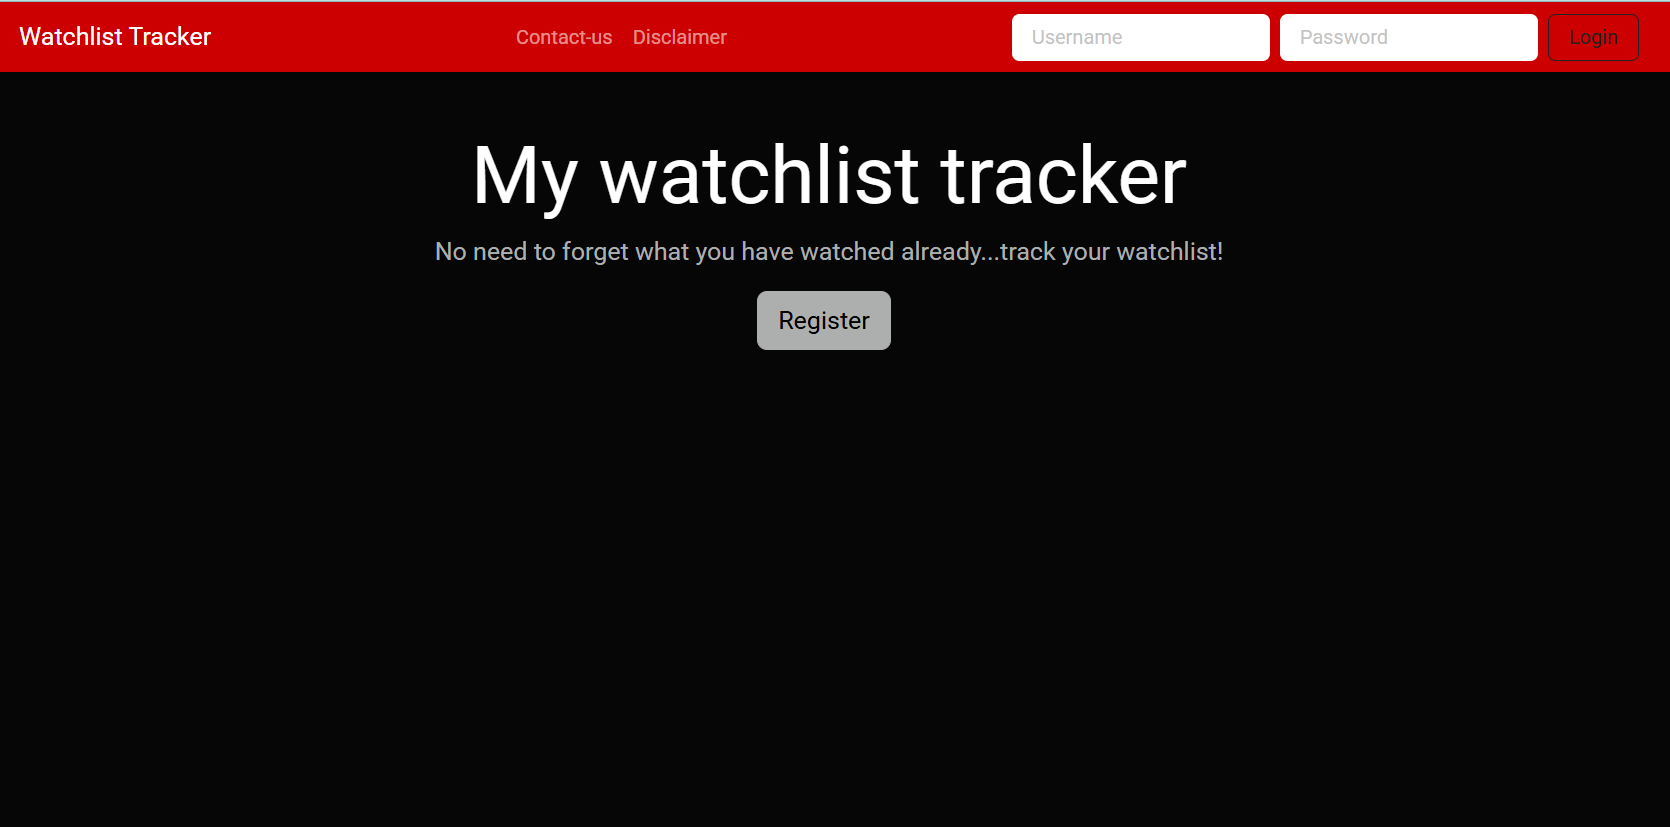 Watchlist Tracker Contact-us Disclaimer Username Password Login
My watchlist tracker
No need to forget what you have watched already...track your watchlist!
Register